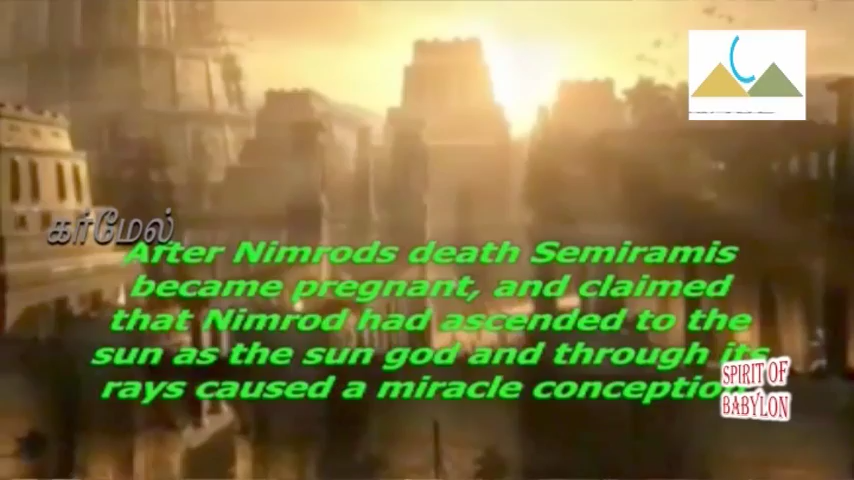 கர்மேல்
After Nimrods death Semiramis
became pregnant, and claimed
that Nimrod had ascended to the
sun as the sun god and through its
rays caused a miracle conception
SPIRIT OF
BABYLON